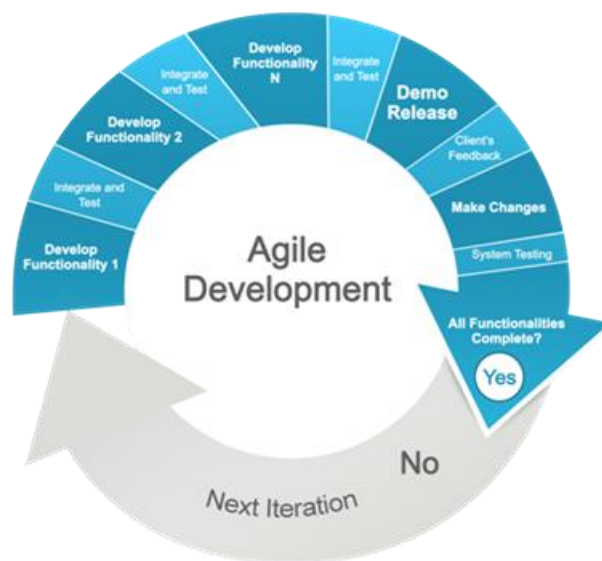 Develop
Functionality 1
Integrate and
Test
Develop
Functionality 2
Integrate
and Test
Develop
Functionality
N
Integrate
and Test
Demo
Release
Client's
Feedback
Make Changes
System Testing
All Functionalities
Complete?
Yes
No
Next Iteration
Agile
Development